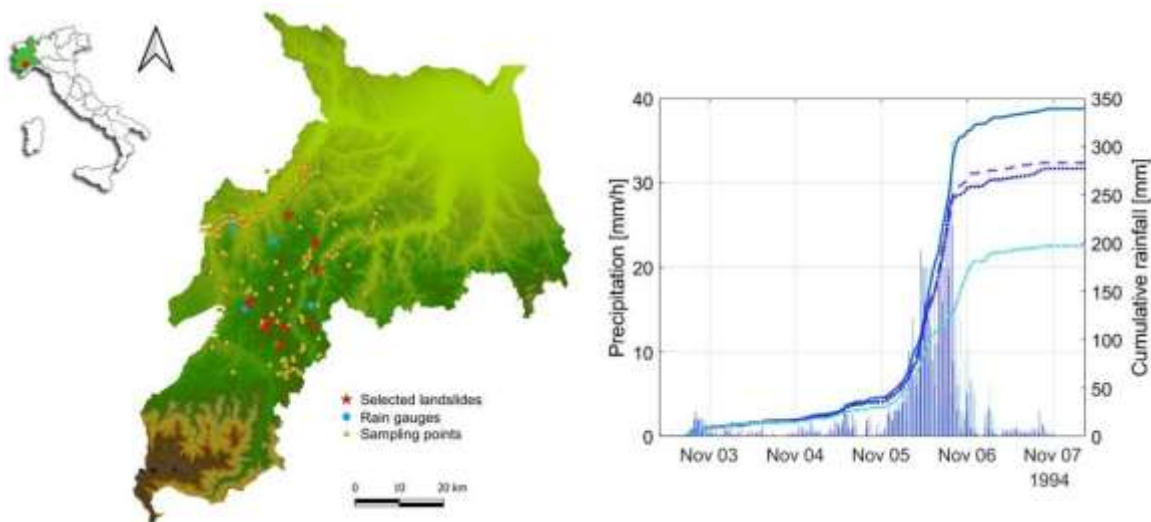 Selected landslides
Rain gauges
Sampling points
0 10 20 km
Precipitation [mm/h]
40
30
20
10
0
Cumulative rainfall [mm]
350
300
250
200
150
100
50
0
Nov 03 Nov 04 Nov 05 Nov 06 Nov 07
1994